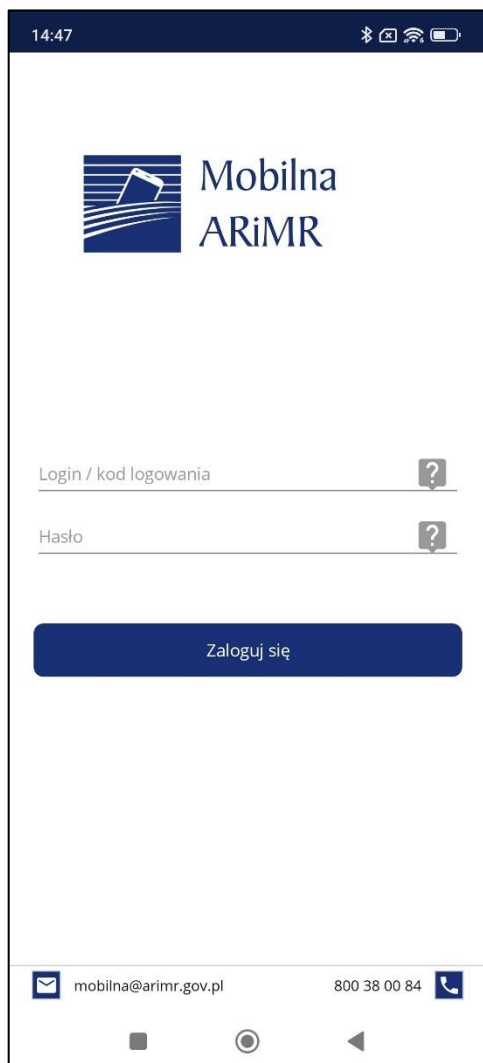 14:47
Mobilna
ARiMR
Login / kod logowania
?
Hasło
?
Zaloguj się
mobilna@arimr.gov.pl 800 38 00 84